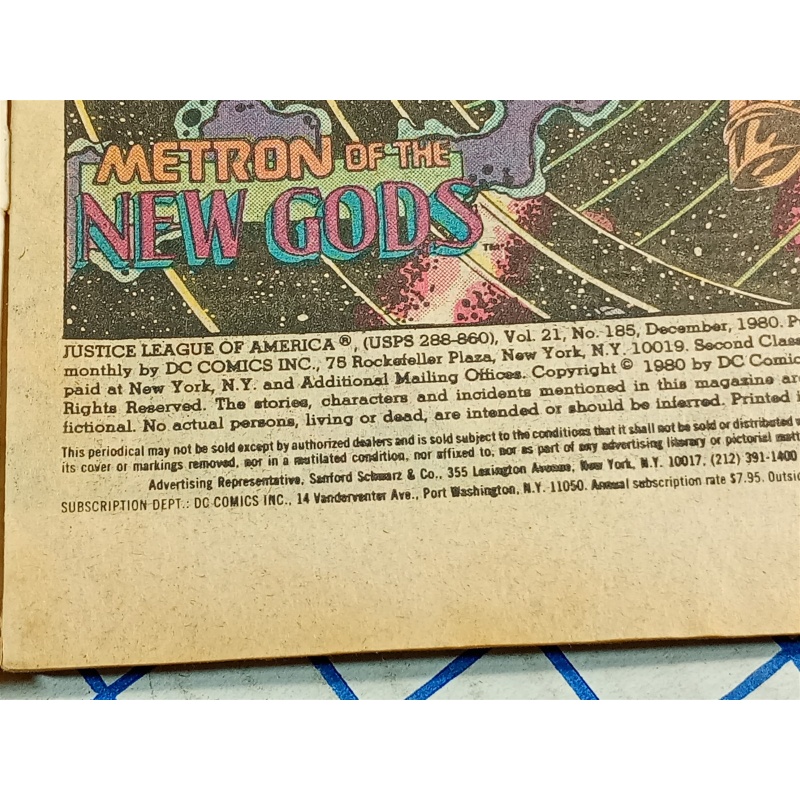 METRON OF THE
NEW GODS™
JUSTICE LEAGUE OF AMERICA®, (USPS 288-860), Vol. 21, No. 185, December, 1980. P
monthly by DC COMICS INC., 75 Rockefeller Plaza, New York, N.Y. 10019. Second Clas
paid at New York, N.Y. and Additional Mailing Offices. Copyright © 1980 by DC Comic
Rights Reserved. The stories, characters and incidents mentioned in this magazine are
fictional. No actual persons, living or dead, are intended or should be inferred. Printed i
This periodical may not be sold except by authorized dealers and is sold subject to the conditions that it shall not be sold or distributed w
its cover or markings removed, nor in a mutilated condition, nor affixed to, nor as part of any advertising literary or pictorial matt
Advertising Representative, Sanford Schwarz & Co., 355 Lexington Avenue, New York, N.Y. 10017, (212) 391-1400
SUBSCRIPTION DEPT.: DC COMICS INC., 14 Vanderventer Ave., Port Washington, N.Y. 11050. Annual subscription rate $7.95. Outsid